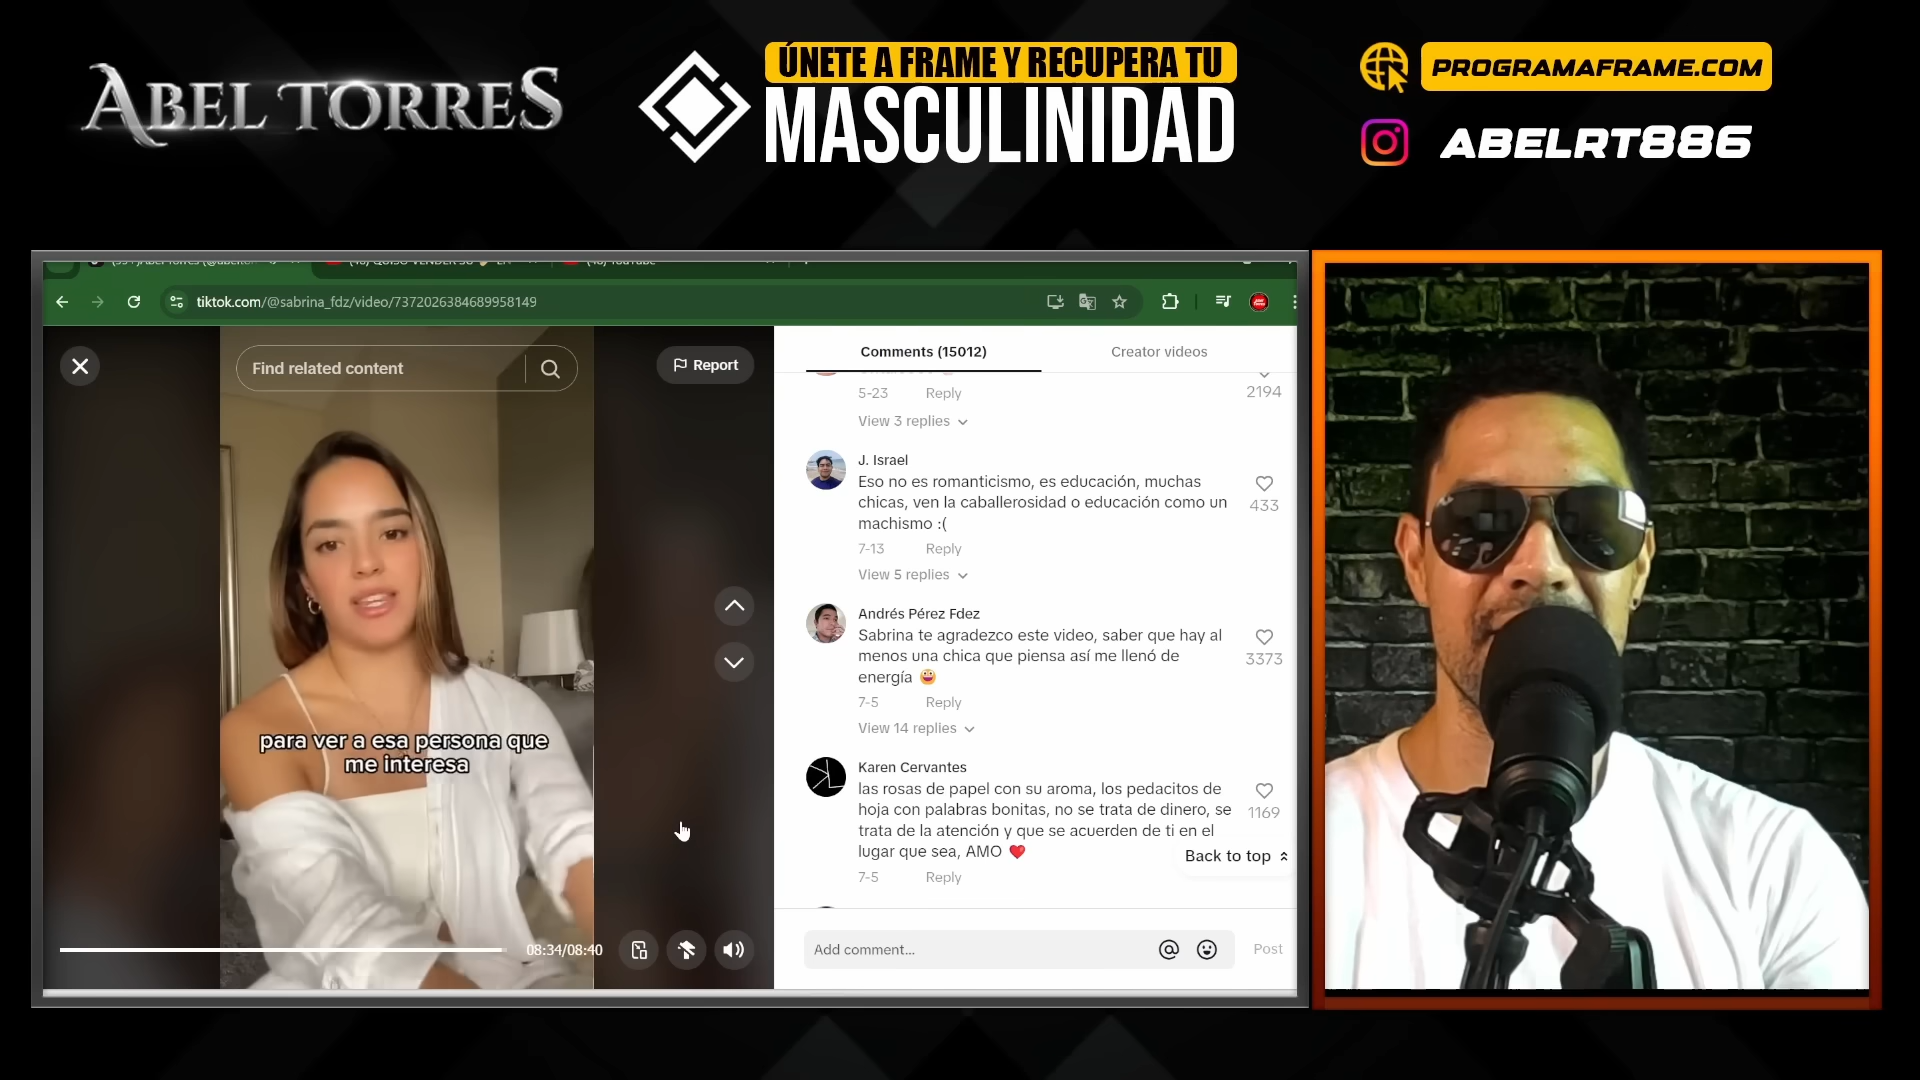 ABEL TORRES
ÚNETE A FRAME Y RECUPERA TU
MASCULINIDAD
PROGRAMAFRAME.COM
ABELRT886
tiktok.com/@sabrina_fdz/video/7372026384689958149
Find related content
Report
para ver a esa persona que
me interesa
08:34/08:40
Comments (15012)
Creator videos
5-23 Reply
2194
View 3 replies
J. Israel
Eso no es romanticismo, es educación, muchas
chicas, ven la caballerosidad o educación como un
machismo :(
433
7-13 Reply
View 5 replies
Andrés Pérez Fdez
Sabrina te agradezco este video, saber que hay al
menos una chica que piensa así me llenó de
energía 😀
3373
7-5 Reply
View 14 replies
Karen Cervantes
las rosas de papel con su aroma, los pedacitos de
hoja con palabras bonitas, no se trata de dinero, se
trata de la atención y que se acuerden de ti en el
lugar que sea, AMO ❤️
1169
Back to top
7-5 Reply
Add comment...
Post